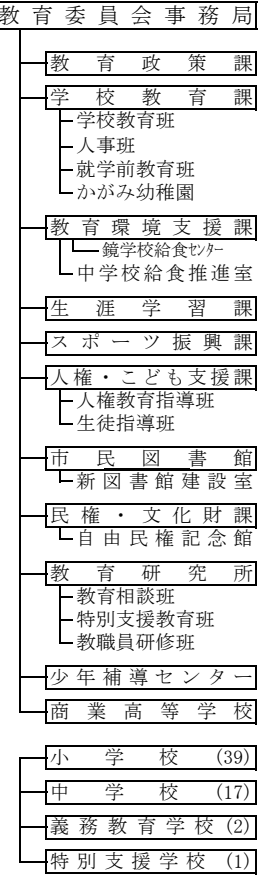 教育委員会事務局
教育政策課
学校教育課
学校教育班
人事班
就学前教育班
かがみ幼稚園
教育環境支援課
鏡学校給食センター
中学校給食推進室
生涯学習課
スポーツ振興課
人権・こども支援課
人権教育指導班
生徒指導班
市民図書館
新図書館建設室
民権・文化財課
自由民権記念館
教育研究所
教育相談班
特別支援教育班
教職員研修班
少年補導センター
商業高等学校
小学校 (39)
中学校 (17)
義務教育学校 (2)
特別支援学校 (1)